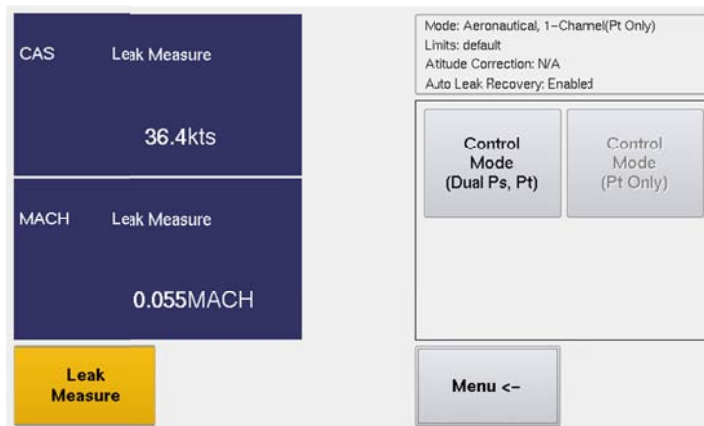 CAS Leak Measure
36.4kts
MACH Leak Measure
0.055MACH
Leak
Measure
Mode: Aeronautical, 1-Channel(Pt Only)
Limits: default
Atitude Correction: N/A
Auto Leak Recovery: Enabled
Control
Mode
(Dual Ps, Pt)
Control
Mode
(Pt Only)
Menu <-